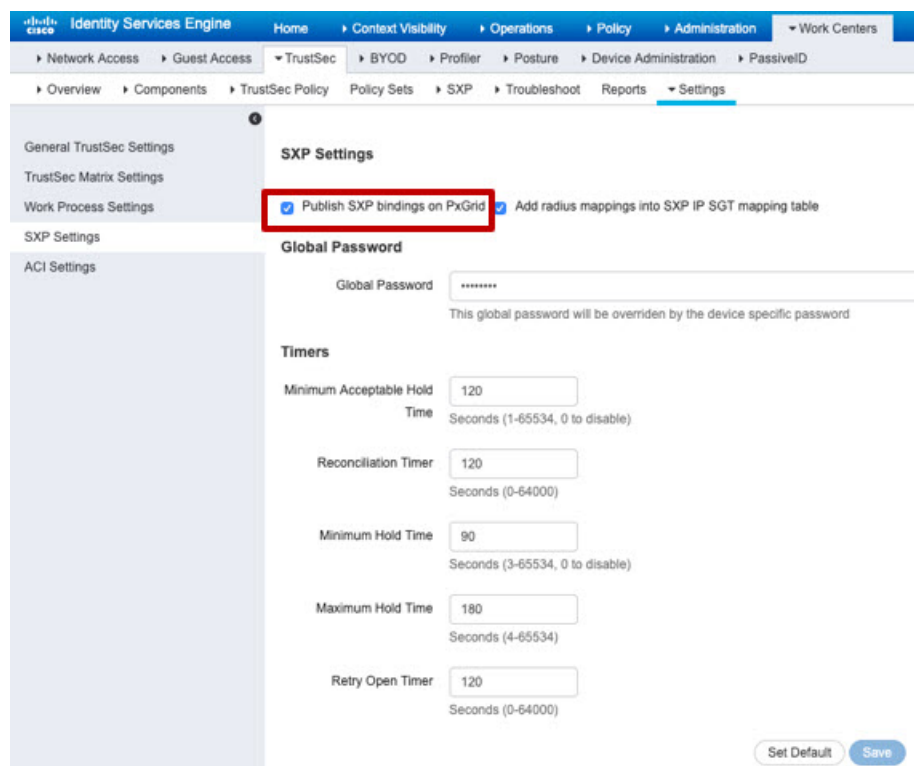 cisco Identity Services Engine Home Context Visibility Operations Policy Administration Work Centers
Network Access Guest Access TrustSec BYOD Profiler Posture Device Administration PassiveID
Overview Components TrustSec Policy Policy Sets SXP Troubleshoot Reports Settings
General TrustSec Settings
TrustSec Matrix Settings
Work Process Settings
SXP Settings
ACI Settings
SXP Settings
Publish SXP bindings on PxGrid Add radius mappings into SXP IP SGT mapping table
Global Password
Global Password ••••••••
This global password will be overriden by the device specific password
Timers
Minimum Acceptable Hold Time 120
Seconds (1-65534, 0 to disable)
Reconciliation Timer 120
Seconds (0-64000)
Minimum Hold Time 90
Seconds (3-65534, 0 to disable)
Maximum Hold Time 180
Seconds (4-65534)
Retry Open Timer 120
Seconds (0-64000)
Set Default Save